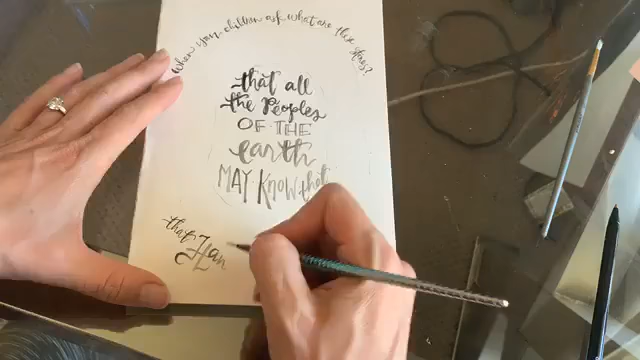 when your children ask what are these stones?
that all
the Peoples
OF THE
earth
MAY KNOW that
that
Han